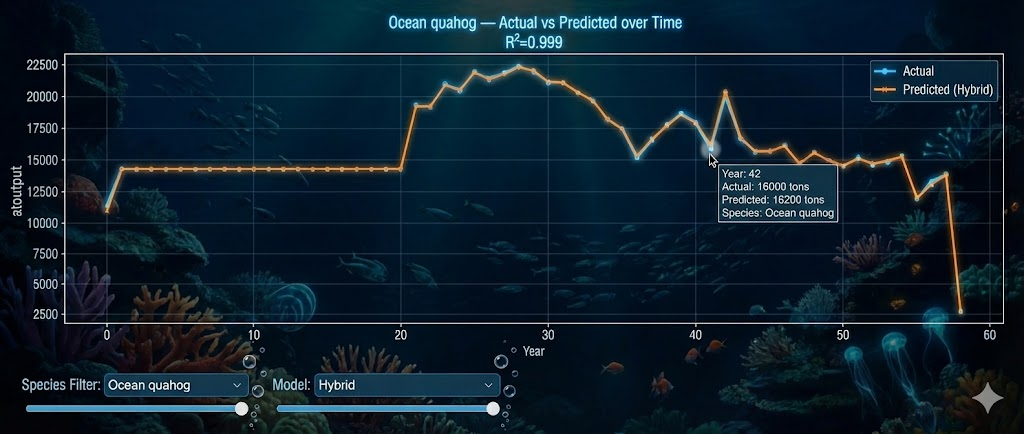 Ocean quahog — Actual vs Predicted over Time
R²=0.999
22500
20000
17500
15000
12500
10000
7500
5000
2500
atoutput
Actual
Predicted (Hybrid)
Year: 42
Actual: 16000 tons
Predicted: 16200 tons
Species: Ocean quahog
0 10 20 30 40 50 60
Year
Species Filter: Ocean quahog Model: Hybrid